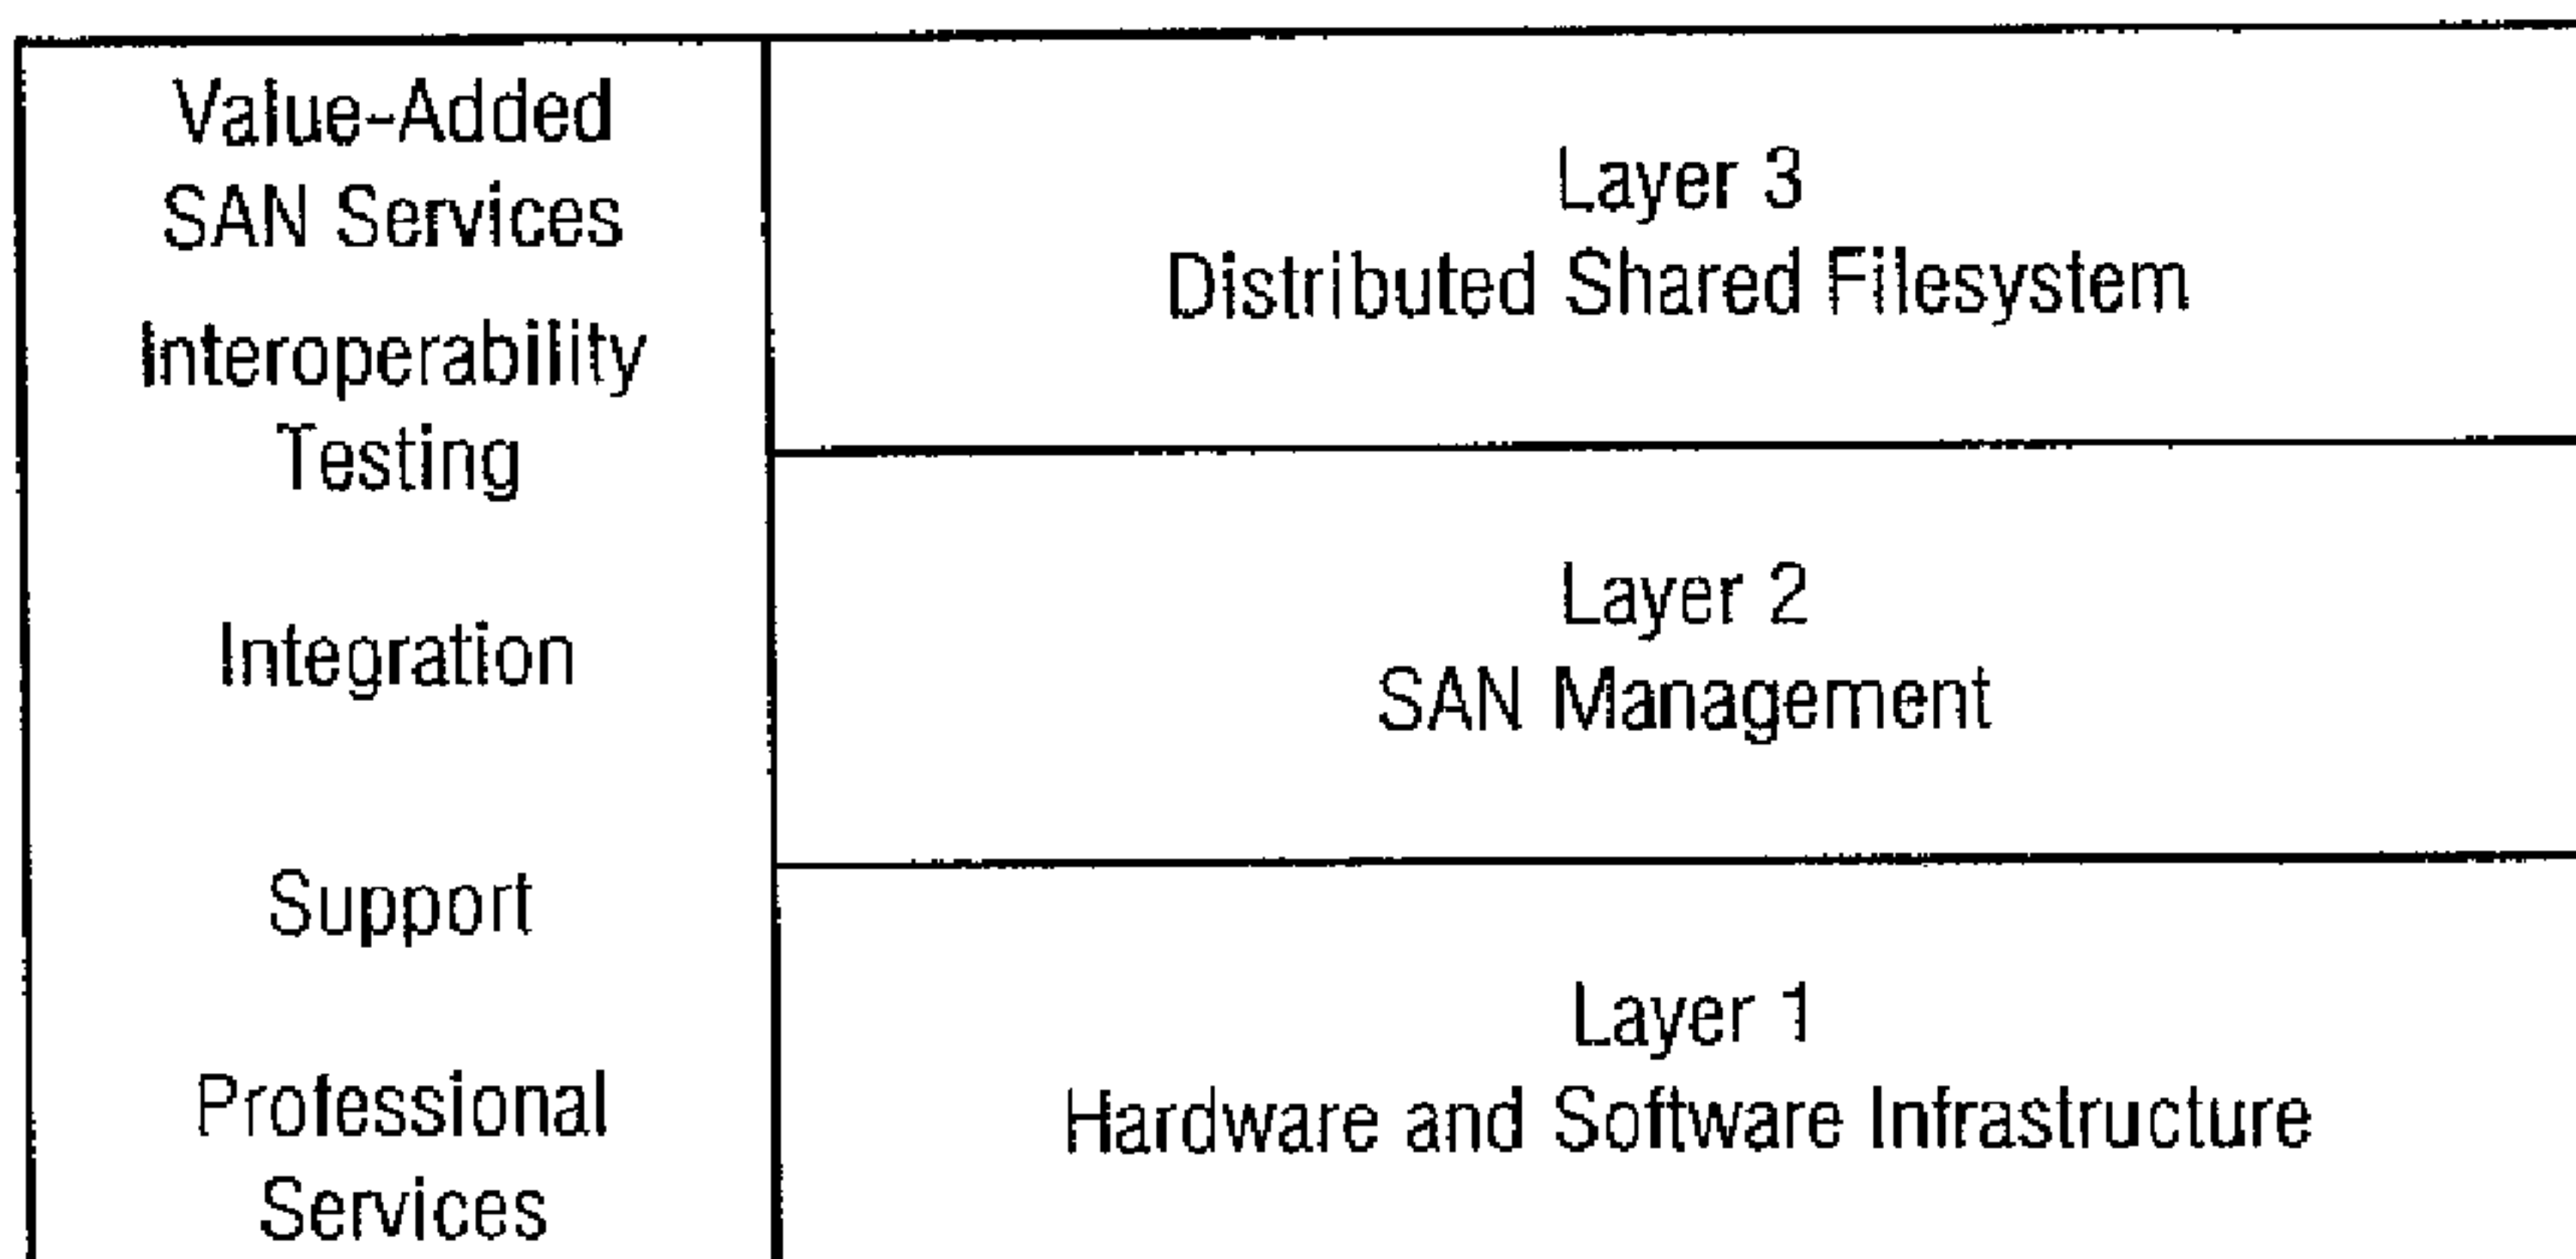 Value-Added
SAN Services
Interoperability
Testing
Integration
Support
Professional
Services
Layer 3
Distributed Shared Filesystem
Layer 2
SAN Management
Layer 1
Hardware and Software Infrastructure